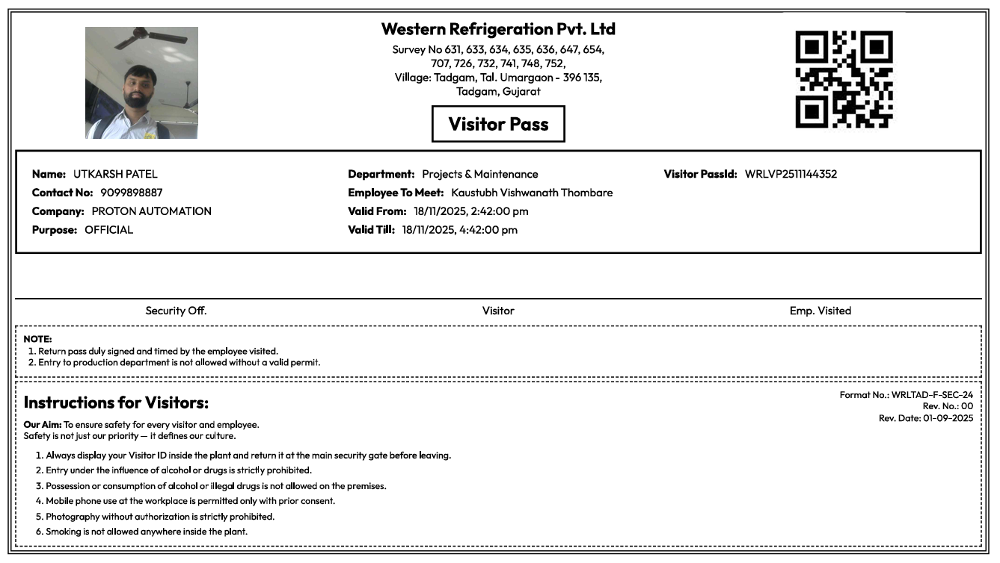 Western Refrigeration Pvt. Ltd
Survey No 631, 633, 634, 635, 636, 647, 654,
707, 726, 732, 741, 748, 752,
Village: Tadgam, Tal. Umargaon - 396 135,
Tadgam, Gujarat
Visitor Pass
Name: UTKARSH PATEL
Contact No: 9099898887
Company: PROTON AUTOMATION
Purpose: OFFICIAL
Department: Projects & Maintenance
Employee To Meet: Kaustubh Vishwanath Thombare
Valid From: 18/11/2025, 2:42:00 pm
Valid Till: 18/11/2025, 4:42:00 pm
Visitor PassId: WRLVP2511144352
Security Off.
Visitor
Emp. Visited
NOTE:
1. Return pass duly signed and timed by the employee visited.
2. Entry to production department is not allowed without a valid permit.
Instructions for Visitors:
Format No.: WRLTAD-F-SEC-24
Rev. No.: 00
Rev. Date: 01-09-2025
Our Aim: To ensure safety for every visitor and employee.
Safety is not just our priority — it defines our culture.
1. Always display your Visitor ID inside the plant and return it at the main security gate before leaving.
2. Entry under the influence of alcohol or drugs is strictly prohibited.
3. Possession or consumption of alcohol or illegal drugs is not allowed on the premises.
4. Mobile phone use at the workplace is permitted only with prior consent.
5. Photography without authorization is strictly prohibited.
6. Smoking is not allowed anywhere inside the plant.